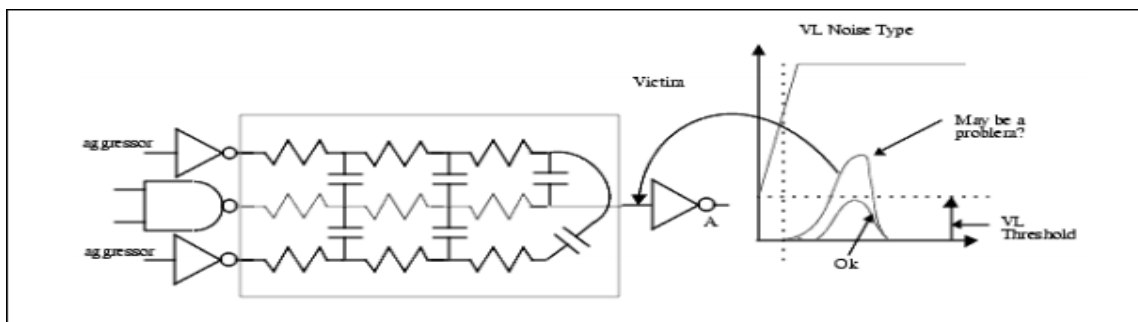 VL Noise Type
Victim
aggressor
May be a
problem?
aggressor
A
VL
Threshold
Ok